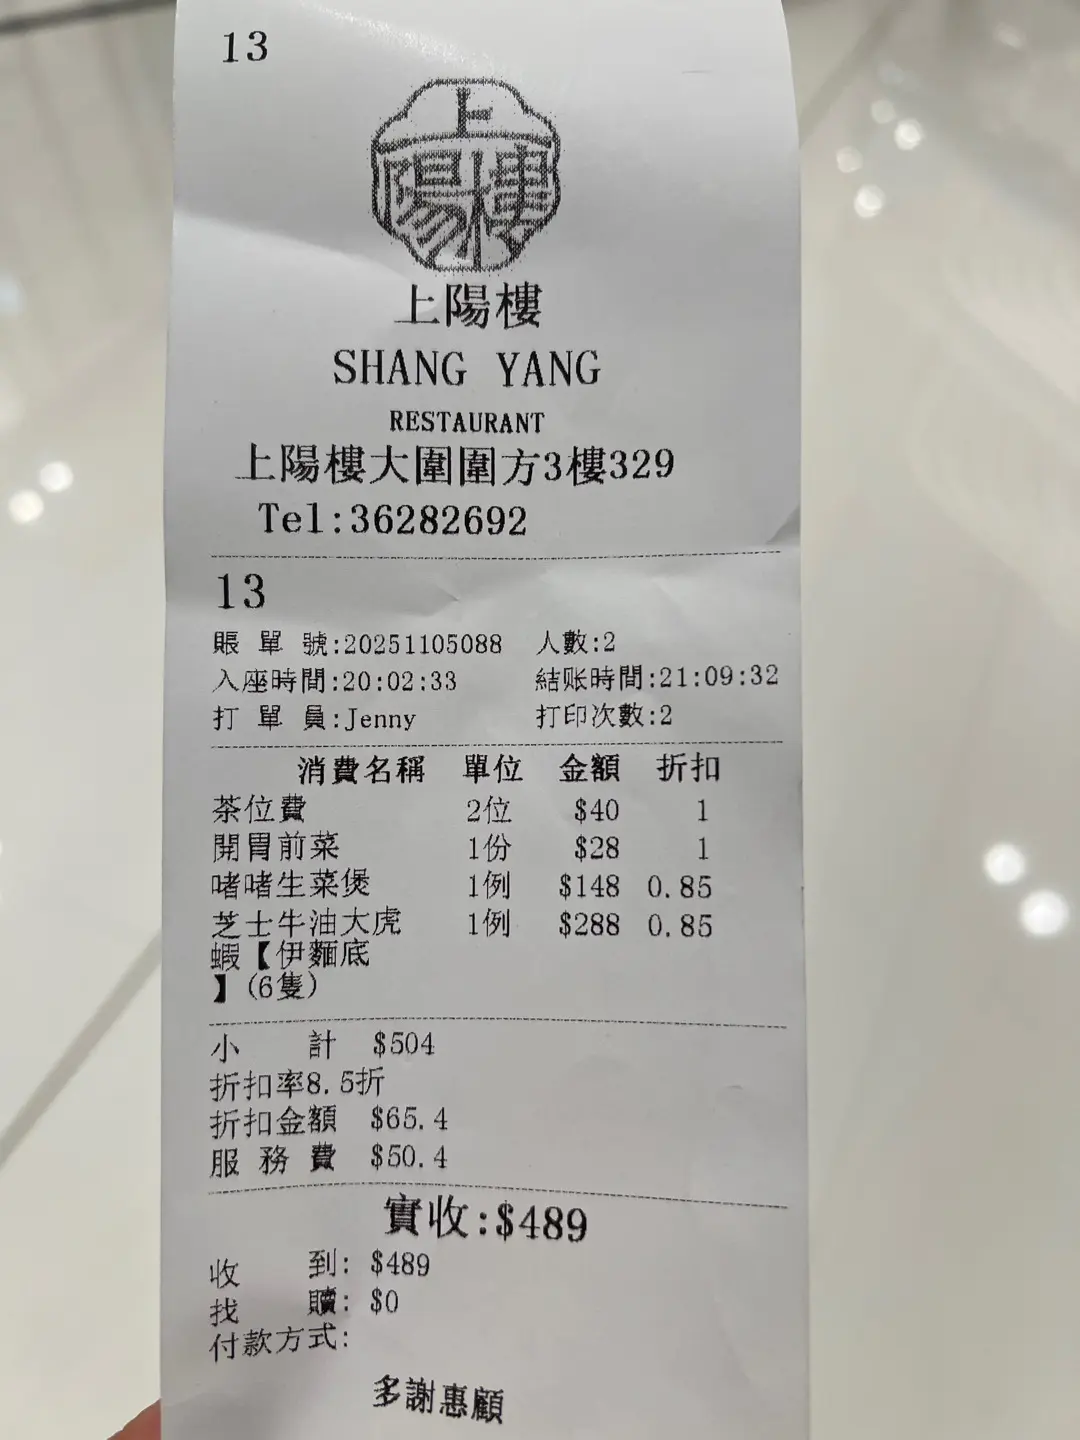 13
上陽樓
上陽樓
SHANG YANG
RESTAURANT
上陽樓大圍圍方3樓329
Tel:36282692
13
賬 單 號:20251105088 人數:2
入座時間:20:02:33 結账時間:21:09:32
打 單 員:Jenny 打印次數:2
消費名稱 單位 金額 折扣
茶位費 2位 $40 1
開胃前菜 1份 $28 1
啫啫生菜煲 1例 $148 0.85
芝士牛油大虎 1例 $288 0.85
蝦【伊麵底
】(6隻)
小 計 $504
折扣率8.5折
折扣金額 $65.4
服 務 費 $50.4
實收:$489
收 到: $489
找 贖: $0
付款方式:
多謝惠顧